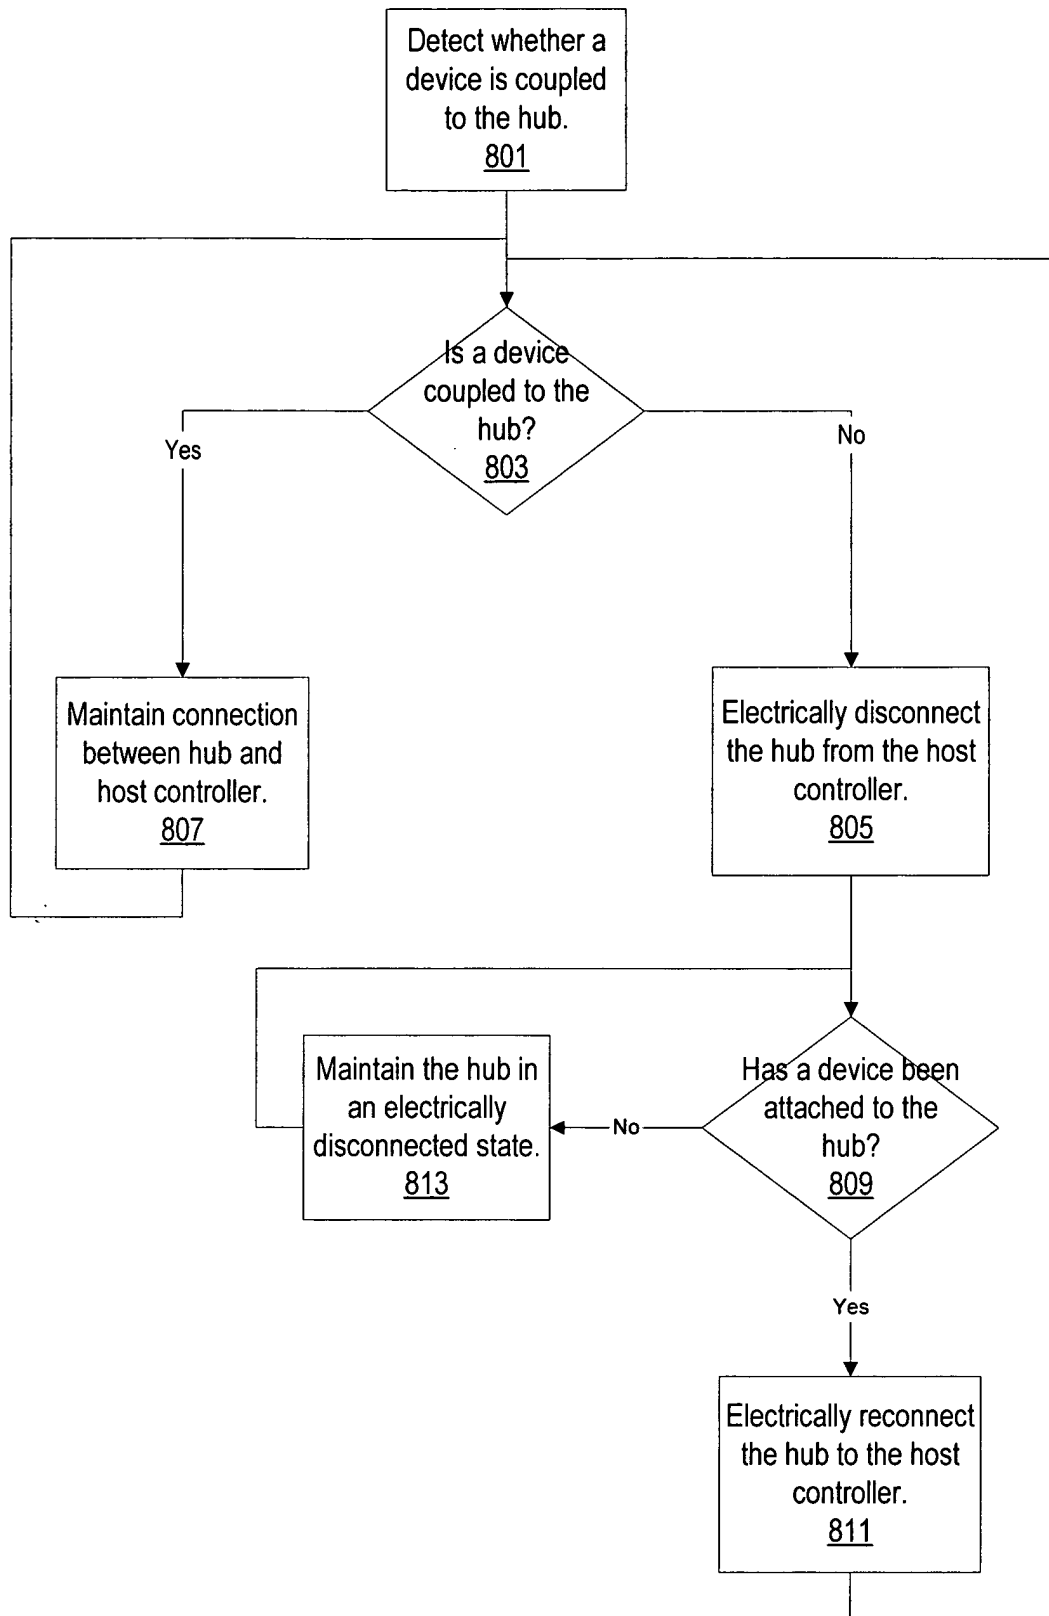 Detect whether a
device is coupled
to the hub.
801
Is a device
coupled to the
hub?
803
Yes
No
Maintain connection
between hub and
host controller.
807
Electrically disconnect
the hub from the host
controller.
805
Maintain the hub in
an electrically
disconnected state.
813
No
Has a device been
attached to the
hub?
809
Yes
Electrically reconnect
the hub to the host
controller.
811